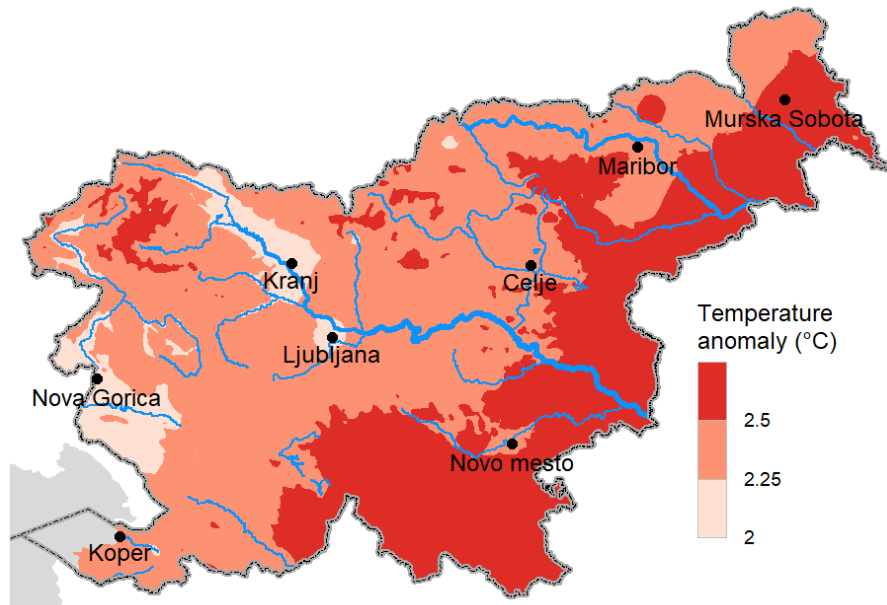 Murska Sobota
Maribor
Kranj
Celje
Ljubljana
Nova Gorica
Novo mesto
Koper
Temperature
anomaly (°C)
2.5
2.25
2